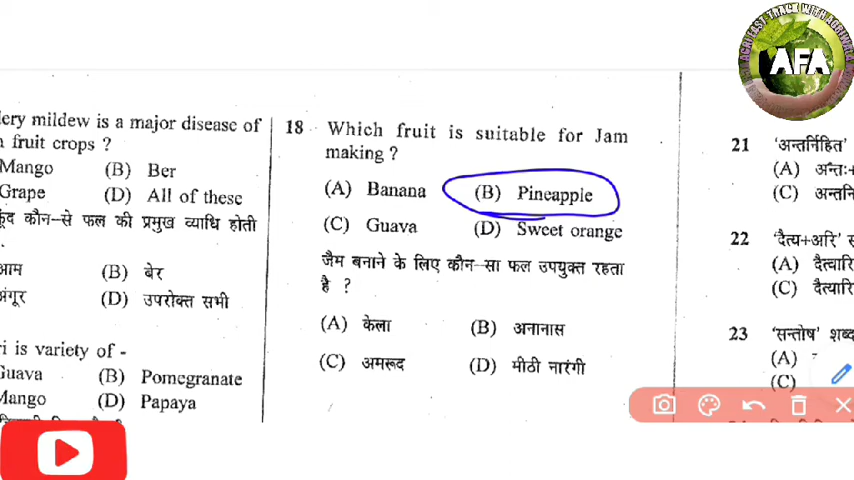 AFA
lery mildew is a major disease of
fruit crops ?
Mango (B) Ber
Grape (D) All of these
कौन-से फल की प्रमुख व्याधि होती
आम (B) बेर
अंगूर (D) उपरोक्त सभी
ri is variety of -
Guava (B) Pomegranate
Mango (D) Papaya
18 Which fruit is suitable for Jam
making ?
(A) Banana (B) Pineapple
(C) Guava (D) Sweet orange
जैम बनाने के लिए कौन-सा फल उपयुक्त रहता
है ?
(A) केला (B) अनानास
(C) अमरूद (D) मीठी नारंगी
21 'अन्तर्निहित'
(A) अन्तः+
(C) अन्तनि
22 'दैत्य+अरि' स
(A) दैत्वारि
(C) दैत्यारि
23 'सन्तोष' शब्द
(A)
(C)